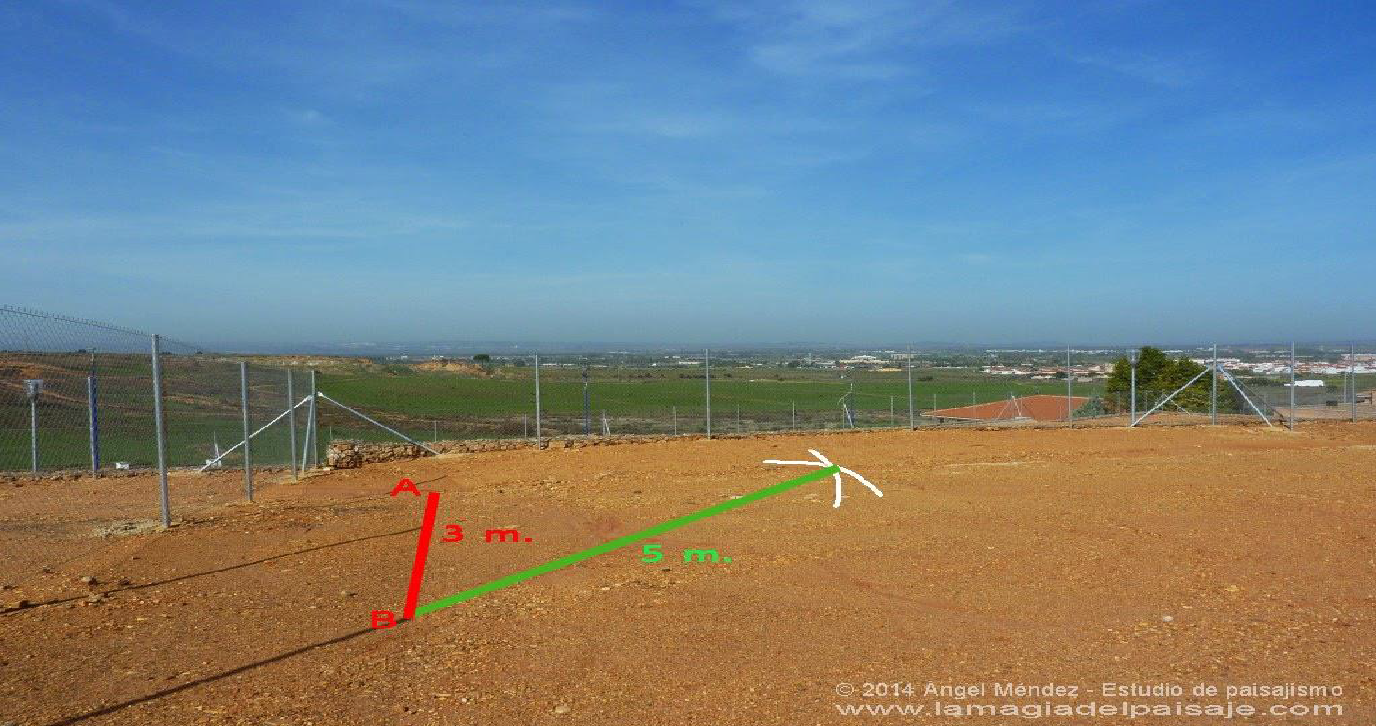 A
3 m.
5 m.
B
© 2014 Angel Méndez - Estudio de paisajismo
www.lamagiadelpaisaje.com